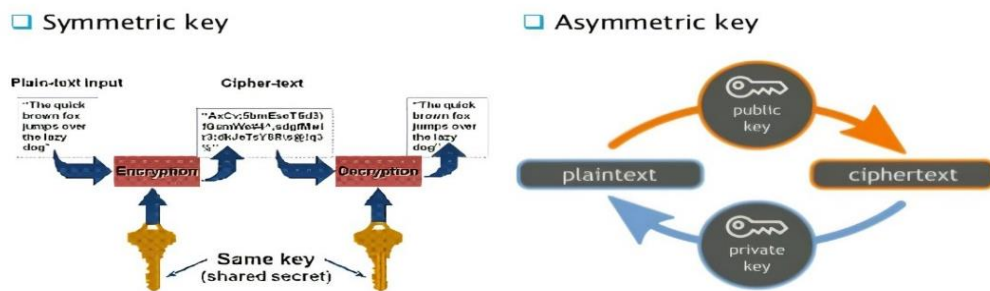 Symmetric key
Plain-text input
Cipher-text
"The quick
brown fox
jumps over
the lazy
dog"
"The quick
brown fox
jumps over
the lazy
dog"
Encryption
Decryption
Same key
(shared secret)
Asymmetric key
public
key
plaintext
ciphertext
private
key